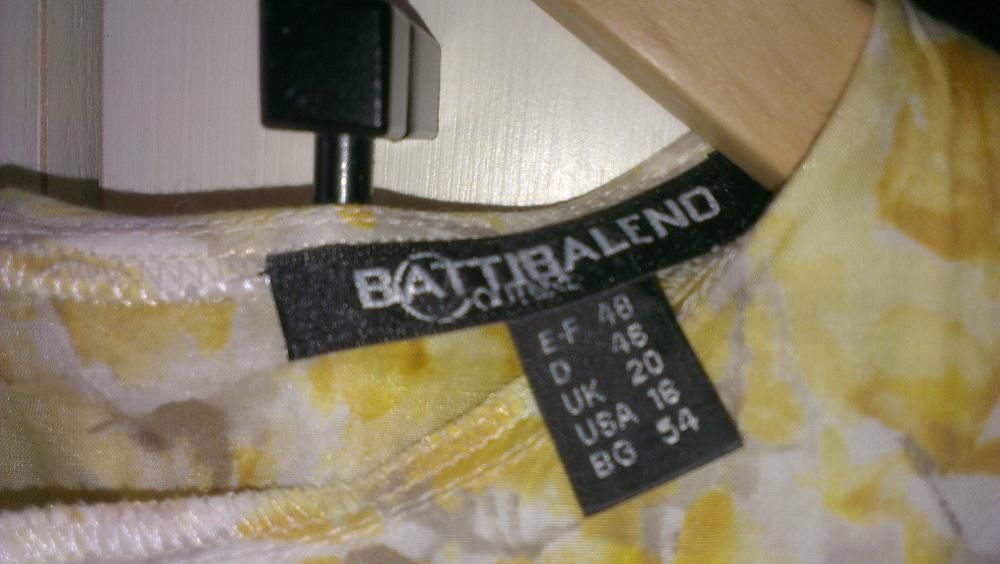 BATTIBALENO
E-F 48
D 46
UK 20
USA 16
BG 54